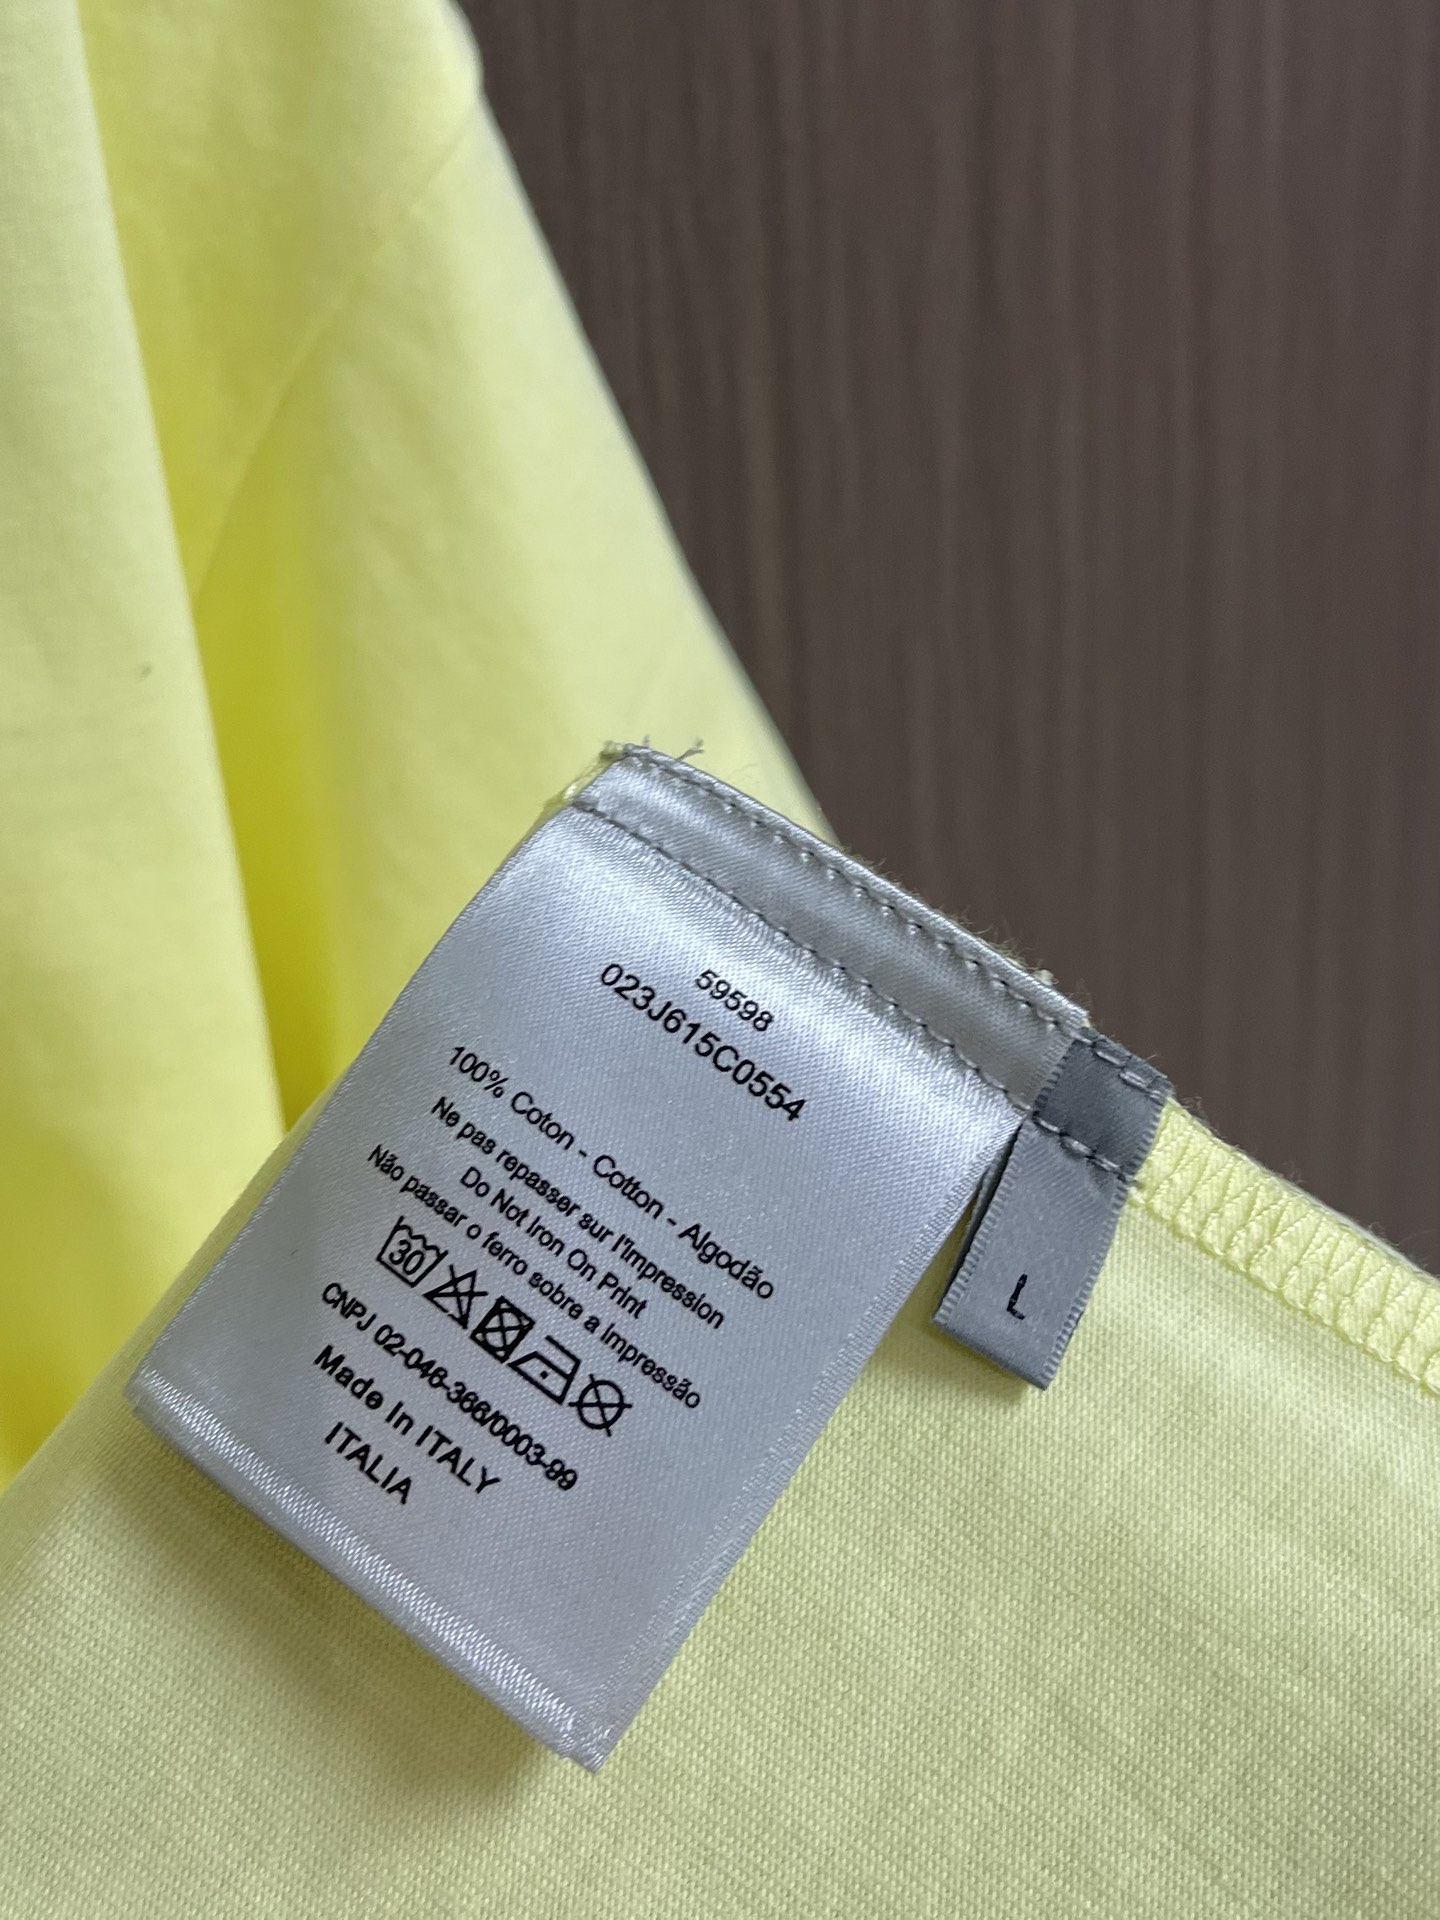 59598
023J615C0554
100% Coton - Cotton - Algodão
Ne pas repasser sur l'Impression
Do Not Iron On Print
Não passar o ferro sobre a impressão
30
CNPJ 02-046-366/0003-99
Made In ITALY
ITALIA
L